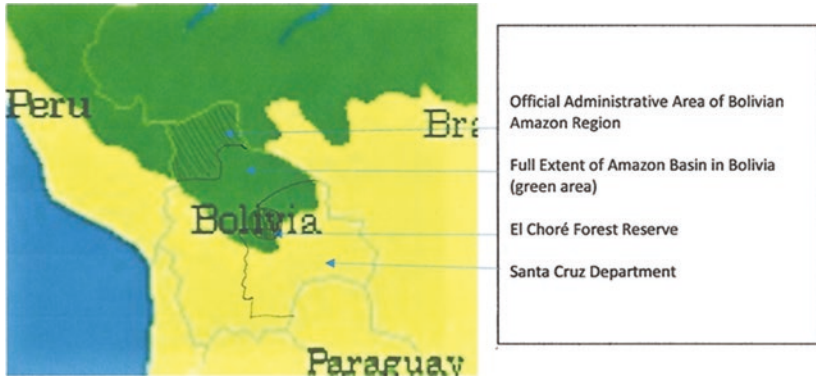 Peru
Bra
Bolivia
Paraguay
Official Administrative Area of Bolivian
Amazon Region
Full Extent of Amazon Basin in Bolivia
(green area)
El Choré Forest Reserve
Santa Cruz Department